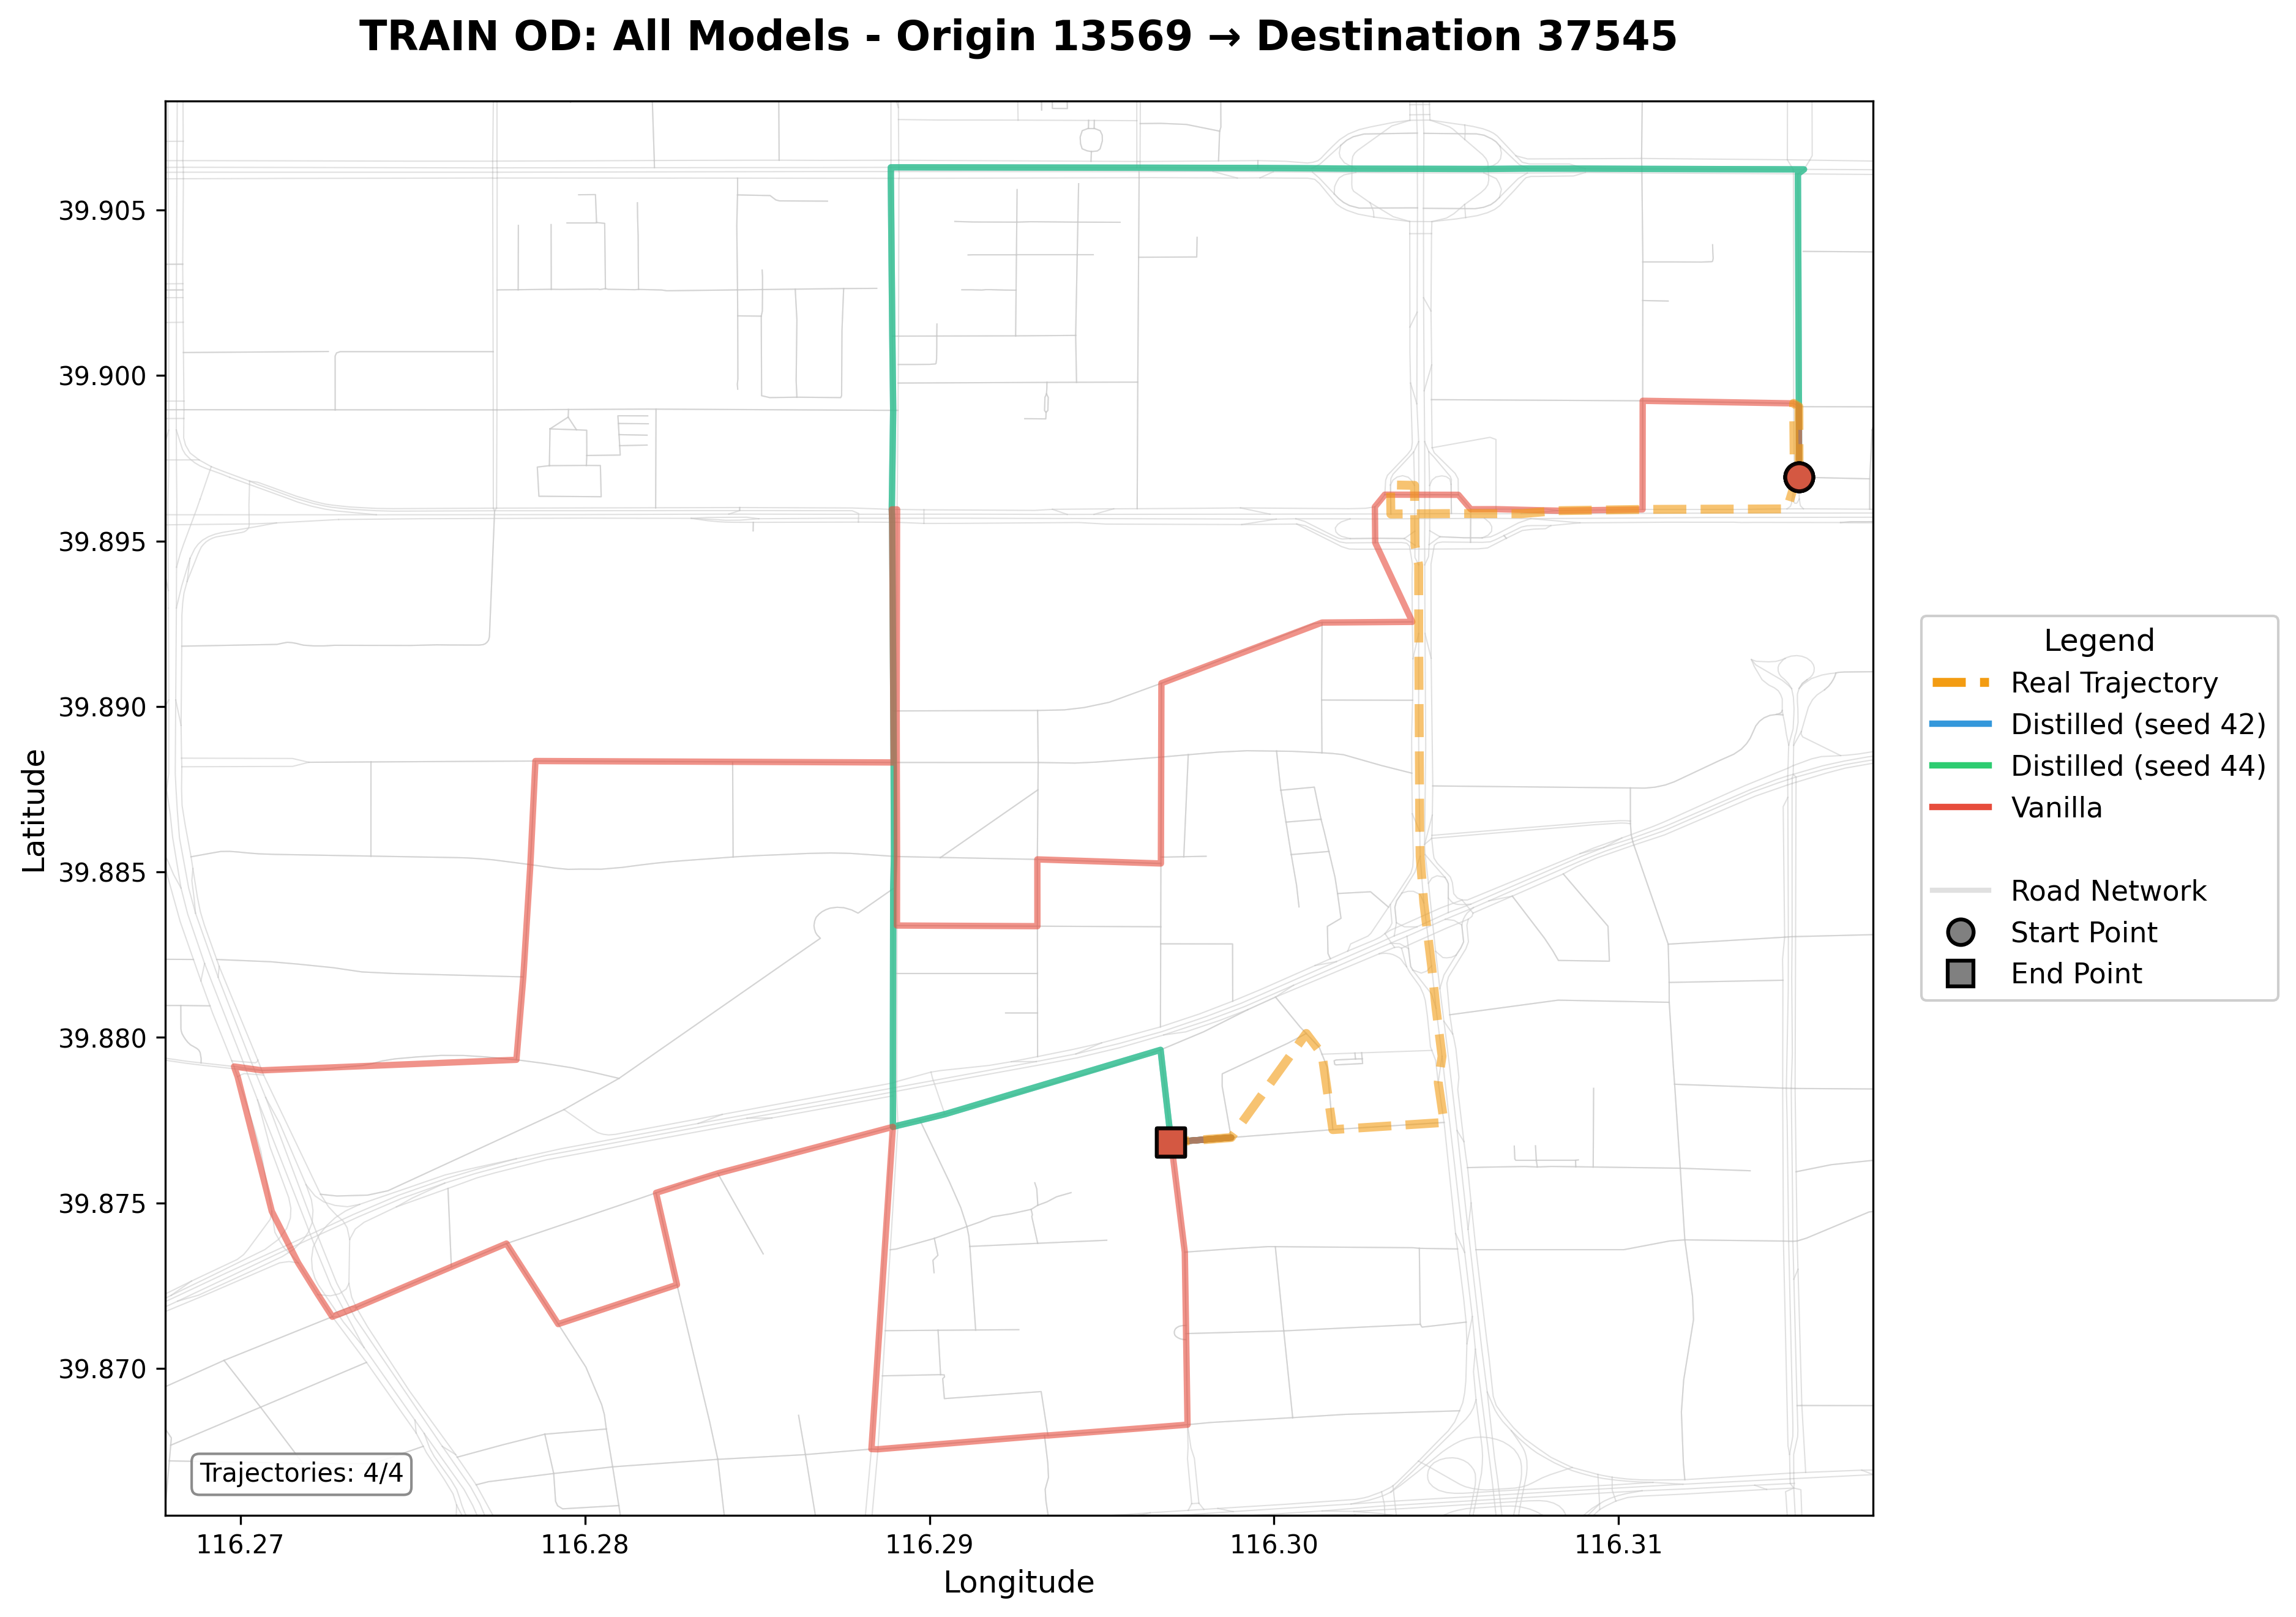 TRAIN OD: All Models - Origin 13569 → Destination 37545
Latitude
39.905
39.900
39.895
39.890
39.885
39.880
39.875
39.870
Trajectories: 4/4
116.27
116.28
116.29
116.30
116.31
Longitude
Legend
Real Trajectory
Distilled (seed 42)
Distilled (seed 44)
Vanilla
Road Network
Start Point
End Point